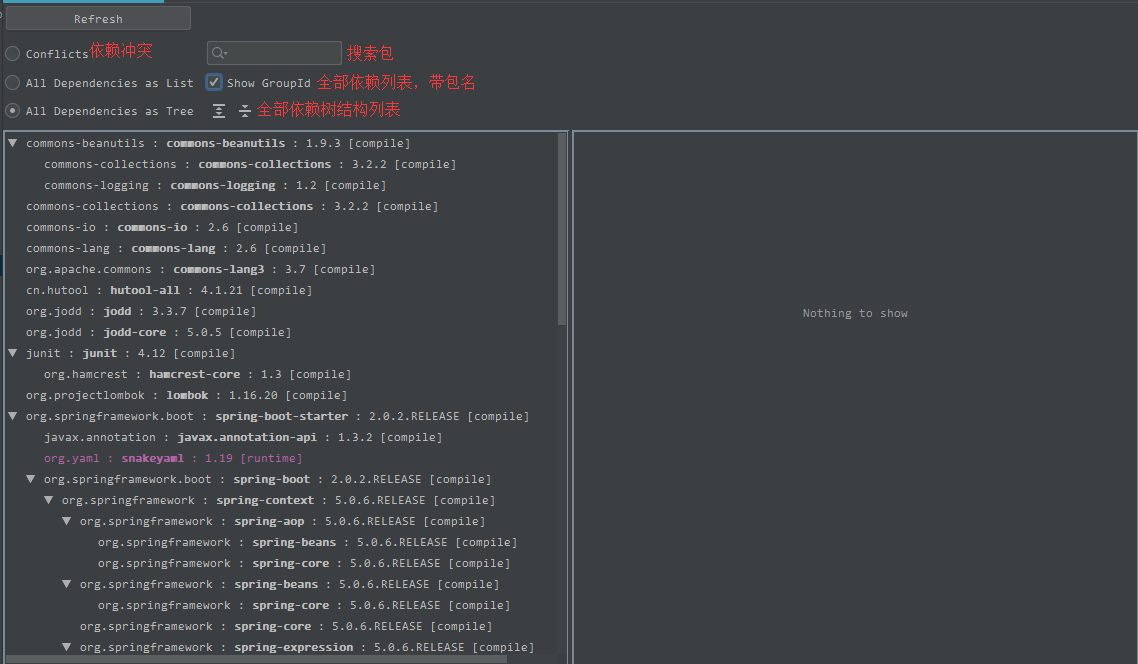 Refresh
Conflicts依赖冲突 搜索包
All Dependencies as List Show GroupId 全部依赖列表，带包名
All Dependencies as Tree 全部依赖树结构列表
commons-beanutils : commons-beanutils : 1.9.3 [compile]
commons-collections : commons-collections : 3.2.2 [compile]
commons-logging : commons-logging : 1.2 [compile]
commons-collections : commons-collections : 3.2.2 [compile]
commons-io : commons-io : 2.6 [compile]
commons-lang : commons-lang : 2.6 [compile]
org.apache.commons : commons-lang3 : 3.7 [compile]
cn.hutool : hutool-all : 4.1.21 [compile]
org.jodd : jodd : 3.3.7 [compile]
org.jodd : jodd-core : 5.0.5 [compile]
junit : junit : 4.12 [compile]
org.hamcrest : hamcrest-core : 1.3 [compile]
org.projectlombok : lombok : 1.16.20 [compile]
org.springframework.boot : spring-boot-starter : 2.0.2.RELEASE [compile]
javax.annotation : javax.annotation-api : 1.3.2 [compile]
org.yaml : snakeyaml : 1.19 [runtime]
org.springframework.boot : spring-boot : 2.0.2.RELEASE [compile]
org.springframework : spring-context : 5.0.6.RELEASE [compile]
org.springframework : spring-aop : 5.0.6.RELEASE [compile]
org.springframework : spring-beans : 5.0.6.RELEASE [compile]
org.springframework : spring-core : 5.0.6.RELEASE [compile]
org.springframework : spring-beans : 5.0.6.RELEASE [compile]
org.springframework : spring-core : 5.0.6.RELEASE [compile]
org.springframework : spring-core : 5.0.6.RELEASE [compile]
org.springframework : spring-expression : 5.0.6.RELEASE [compile]
Nothing to show